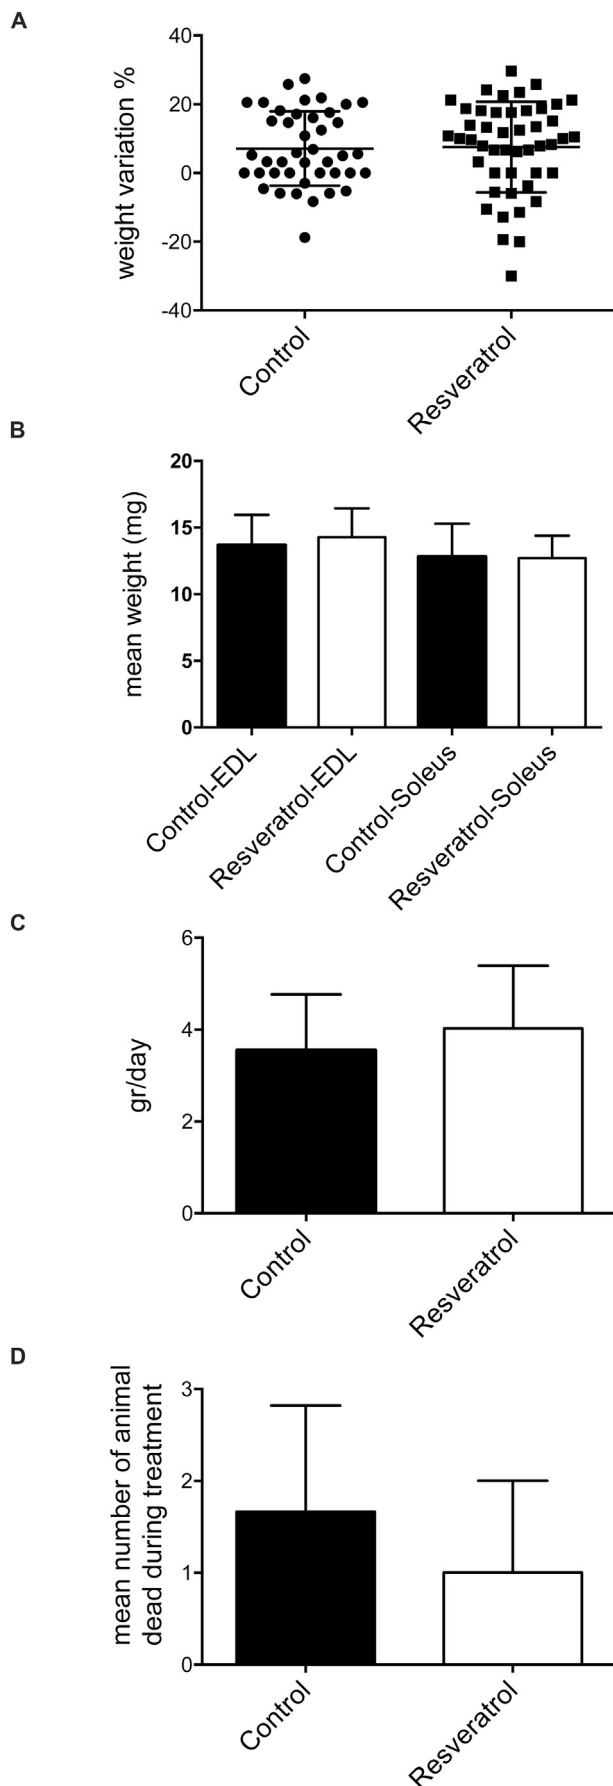 A
weight variation %
40
20
0
-20
-40
Control
Resveratrol
B
mean weight (mg)
20
15
10
5
0
Control-EDL
Resveratrol-EDL
Control-Soleus
Resveratrol-Soleus
C
gr/day
6
4
2
0
Control
Resveratrol
D
mean number of animal
dead during treatment
3
2
1
0
Control
Resveratrol